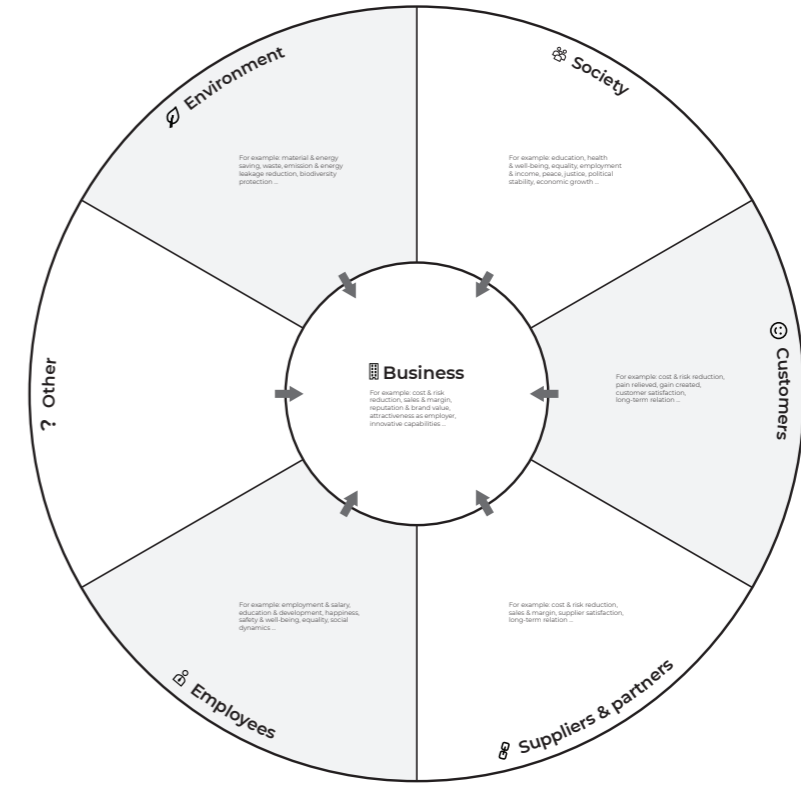 Environment
For example: material & energy
saving, waste, emission & energy
leakage reduction, biodiversity
protection ...
Society
For example: education, health
& well-being, equality, employment
& income, peace, justice, political
stability, economic growth ...
? Other
Business
For example: cost & risk
reduction, sales & margin,
reputation & brand value,
attractiveness as employer,
innovative capabilities ...
Customers
For example: cost & risk reduction,
pain relieved, gain created,
customer satisfaction,
long-term relation ...
For example: employment & salary,
education & development, happiness,
safety & well-being, equality, social
dynamics ...
Employees
For example: cost & risk reduction,
sales & margin, supplier satisfaction,
long-term relation ...
Suppliers & partners